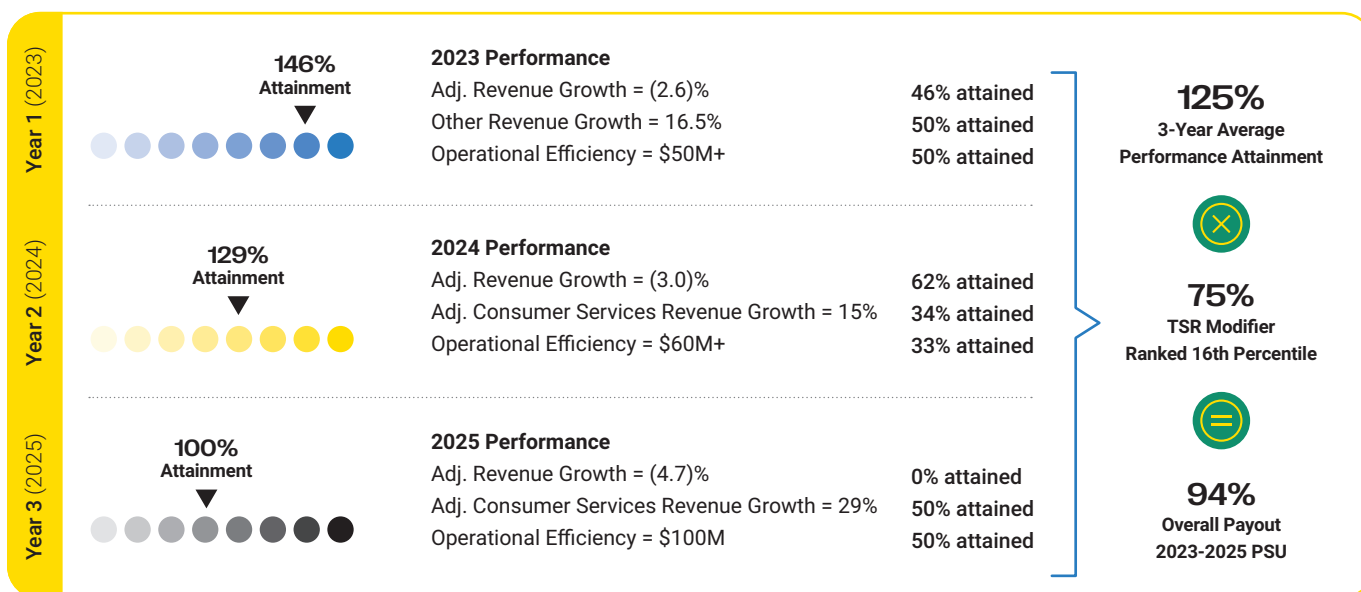 Year 1 (2023)
146%
Attainment
2023 Performance
Adj. Revenue Growth = (2.6)%
46% attained
Other Revenue Growth = 16.5%
50% attained
Operational Efficiency = $50M+
50% attained
Year 2 (2024)
129%
Attainment
2024 Performance
Adj. Revenue Growth = (3.0)%
62% attained
Adj. Consumer Services Revenue Growth = 15%
34% attained
Operational Efficiency = $60M+
33% attained
Year 3 (2025)
100%
Attainment
2025 Performance
Adj. Revenue Growth = (4.7)%
0% attained
Adj. Consumer Services Revenue Growth = 29%
50% attained
Operational Efficiency = $100M
50% attained
125%
3-Year Average
Performance Attainment
×
75%
TSR Modifier
Ranked 16th Percentile
=
94%
Overall Payout
2023-2025 PSU